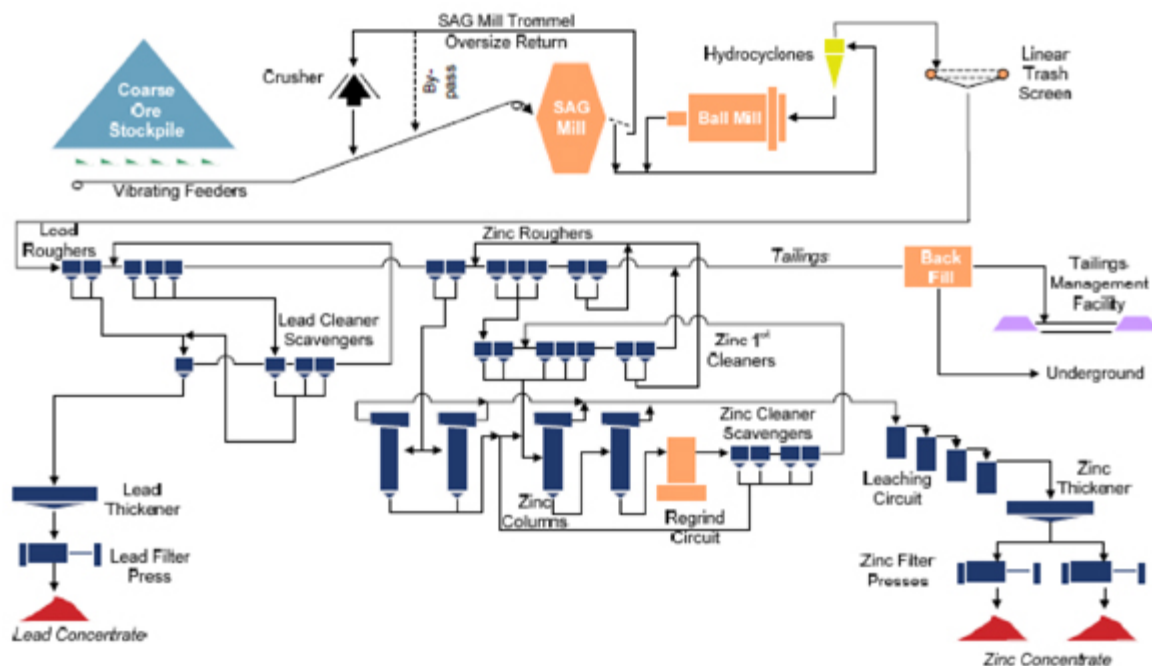 SAG Mill Trommel
Oversize Return
Crusher
By-
pass
Hydrocyclones
Linear
Trash
Screen
Coarse
Ore
Stockpile
SAG
Mill
Ball Mill
Vibrating Feeders
Lead
Roughers
Zinc Roughers
Tailings
Back
Fill
Tailings
Management
Facility
Lead Cleaner
Scavengers
Zinc 1st
Cleaners
Underground
Zinc Cleaner
Scavengers
Leaching
Circuit
Zinc
Thickener
Lead
Thickener
Zinc
Columns
Regrind
Circuit
Lead Filter
Press
Zinc Filter
Presses
Lead Concentrate
Zinc Concentrate